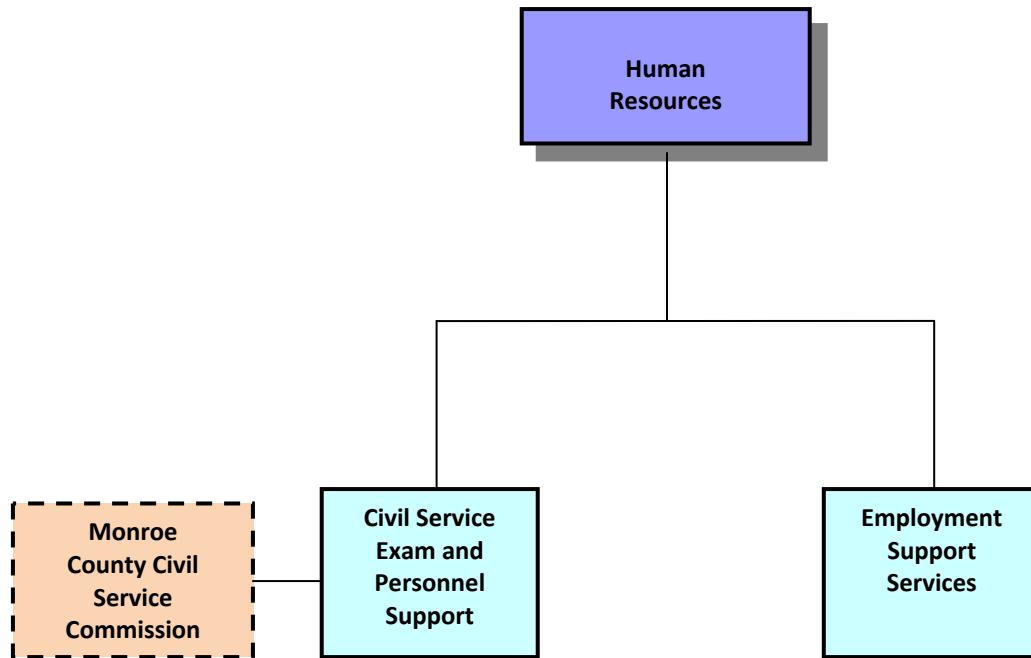 Human
Resources
Monroe
County Civil
Service
Commission
Civil Service
Exam and
Personnel
Support
Employment
Support
Services